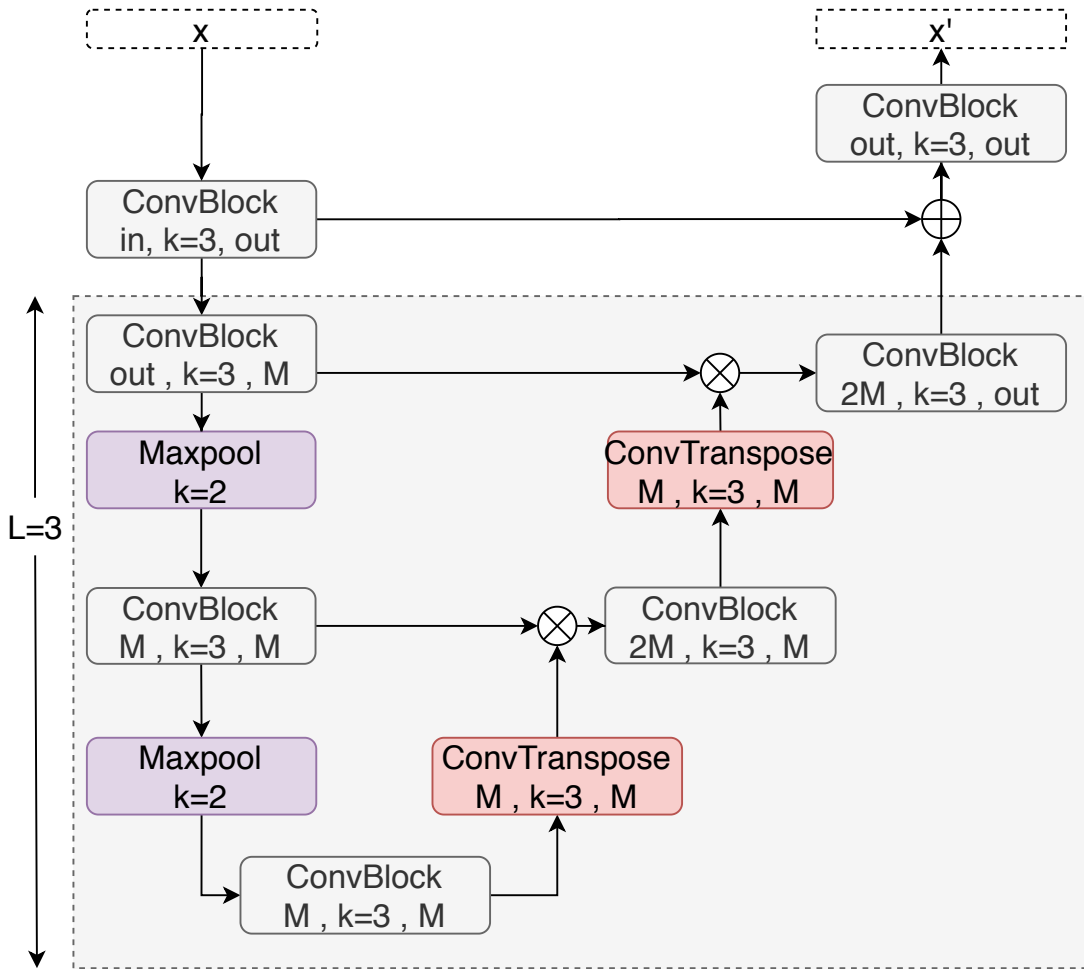 x
x'
ConvBlock
out, k=3, out
ConvBlock
in, k=3, out
ConvBlock
out , k=3 , M
ConvBlock
2M , k=3 , out
Maxpool
k=2
ConvTranspose
M , k=3 , M
L=3
ConvBlock
M , k=3 , M
ConvBlock
2M , k=3 , M
Maxpool
k=2
ConvTranspose
M , k=3 , M
ConvBlock
M , k=3 , M